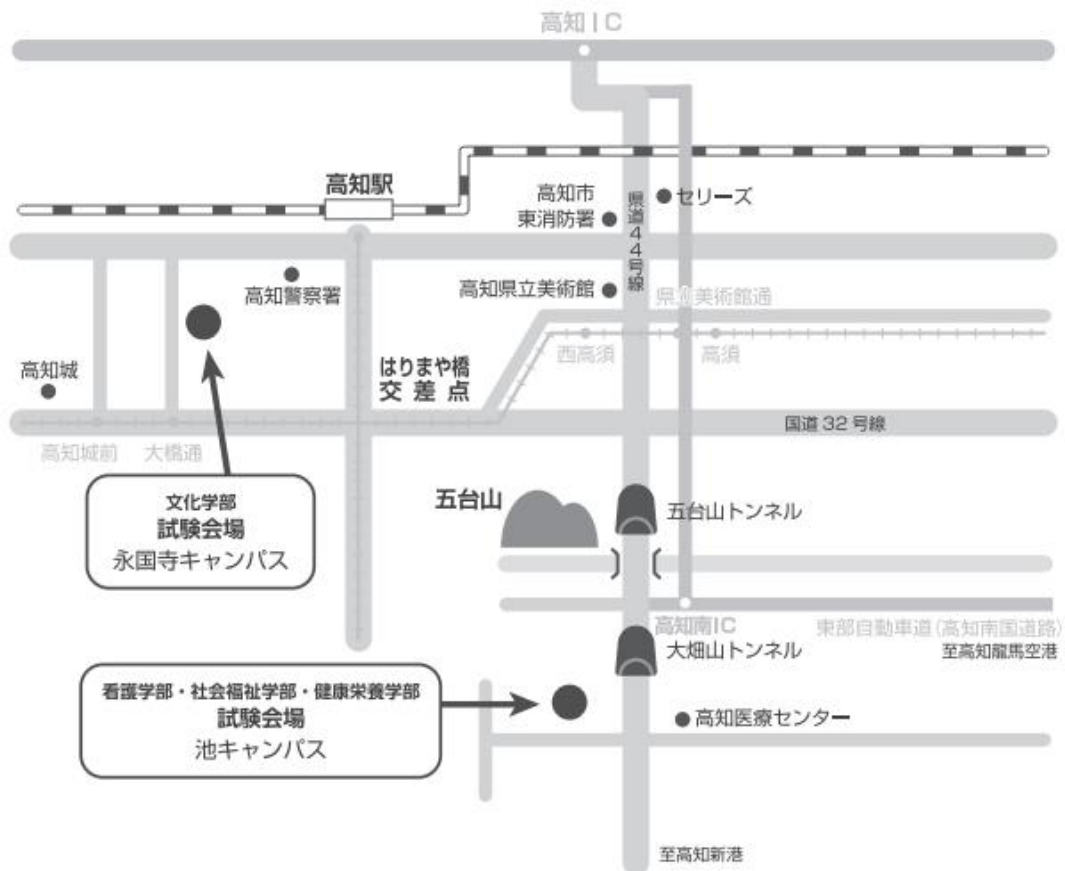 高知IC
高知駅
高知市
東消防署
セリーズ
県道44号線
高知警察署
高知県立美術館
県立美術館通
西高須
高須
高知城
はりまや橋
交差点
国道32号線
高知城前
大橋通
文化学部
試験会場
永国寺キャンパス
五台山
五台山トンネル
高知南IC
東部自動車道(高知南国道路)
至高知龍馬空港
大畑山トンネル
看護学部・社会福祉学部・健康栄養学部
試験会場
池キャンパス
高知医療センター
至高知新港